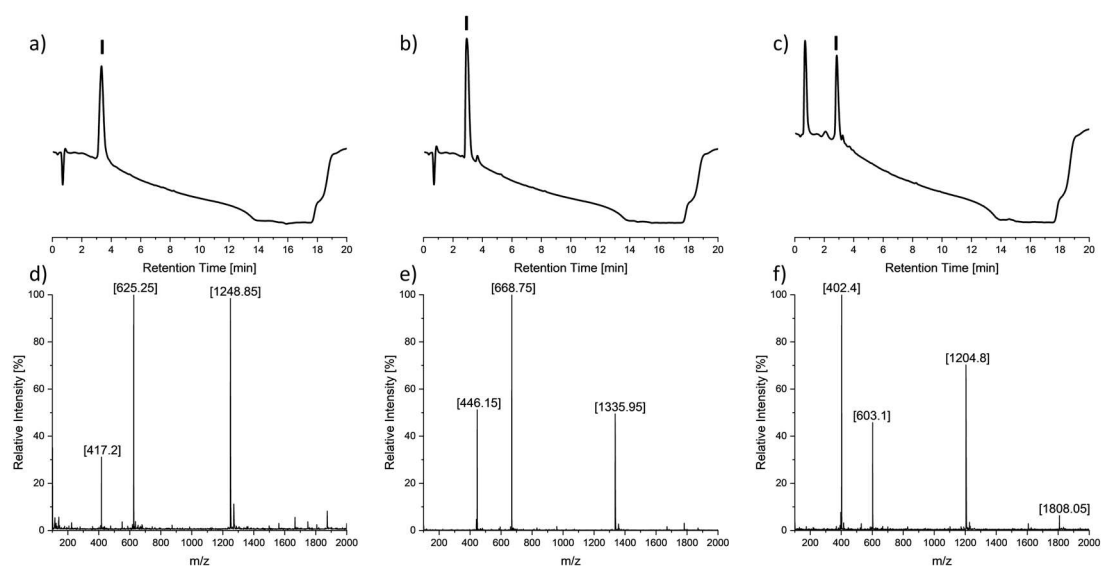 a)
b)
c)
0 2 4 6 8 10 12 14 16 18 20
0 2 4 6 8 10 12 14 16 18 20
0 2 4 6 8 10 12 14 16 18 20
Retention Time [min]
Retention Time [min]
Retention Time [min]
d)
[625.25]
[1248.85]
[417.2]
100
80
60
40
20
0
Relative Intensity [%]
200 400 600 800 1000 1200 1400 1600 1800 2000
m/z
e)
[668.75]
[446.15]
[1335.95]
100
80
60
40
20
0
Relative Intensity [%]
200 400 600 800 1000 1200 1400 1600 1800 2000
m/z
f)
[402.4]
[1204.8]
[603.1]
[1808.05]
100
80
60
40
20
0
Relative Intensity [%]
200 400 600 800 1000 1200 1400 1600 1800 2000
m/z